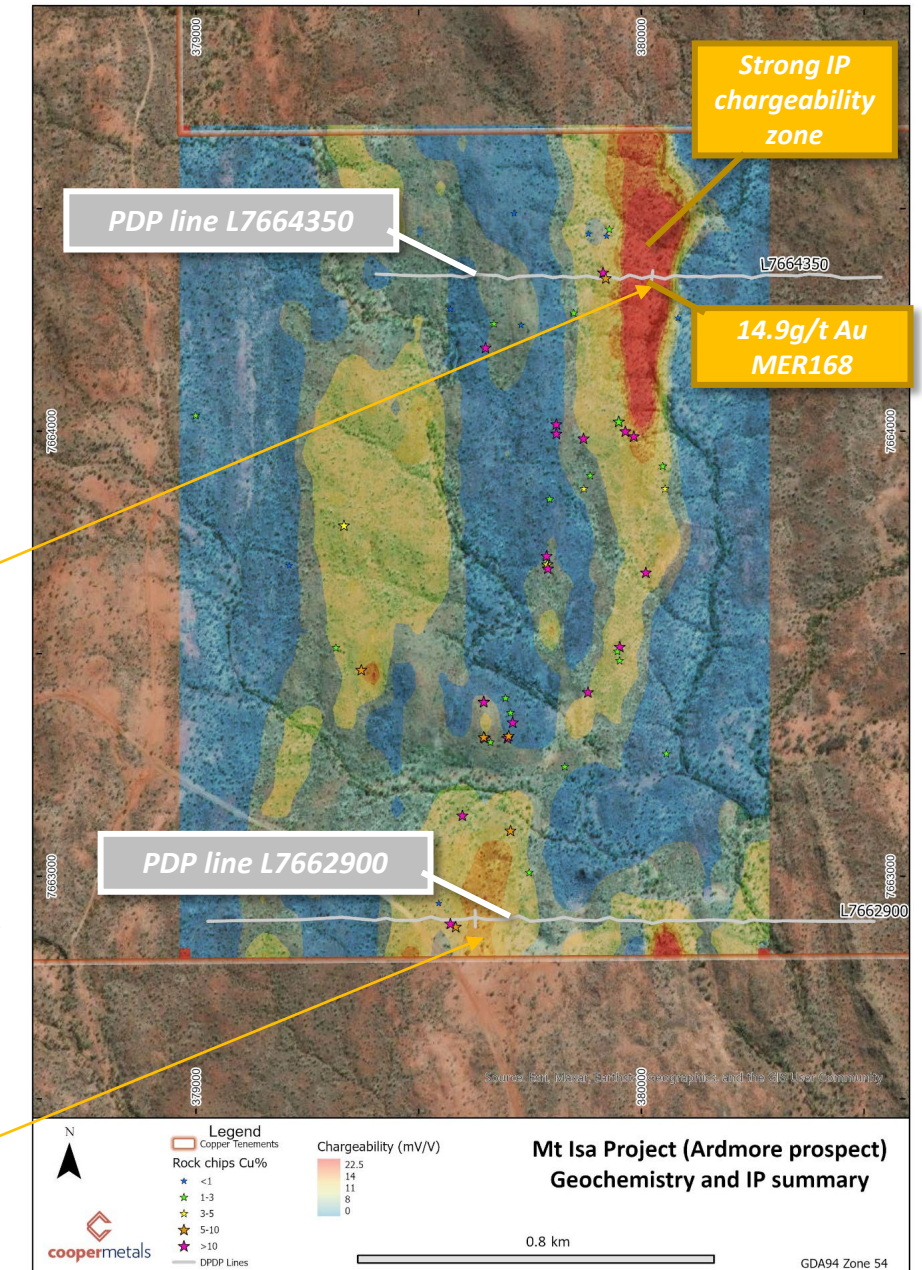 379000
380000
Strong IP
chargeability
zone
PDP line L7664350
L7664350
14.9g/t Au
MER168
7664000
7664000
PDP line L7662900
7663000
7663000
L7662900
Source: Esri, Maxar, Earthstar Geographics, and the GIS User Community
379000
380000
N
Legend
Copper Tenements
Rock chips Cu%
<1
1-3
3-5
5-10
>10
DPDP Lines
Chargeability (mV/V)
22.5
14
11
8
0
Mt Isa Project (Ardmore prospect)
Geochemistry and IP summary
coopermetals
0.8 km
GDA94 Zone 54